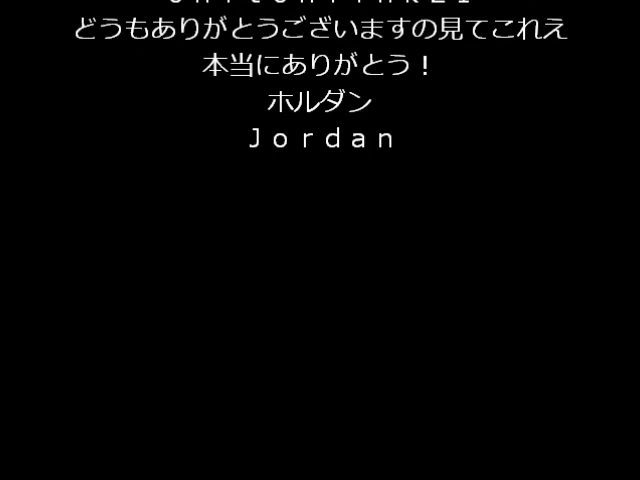 どうもありがとうございますの見てこれえ
本当にありがとう！
ホルダン
Ｊｏｒｄａｎ